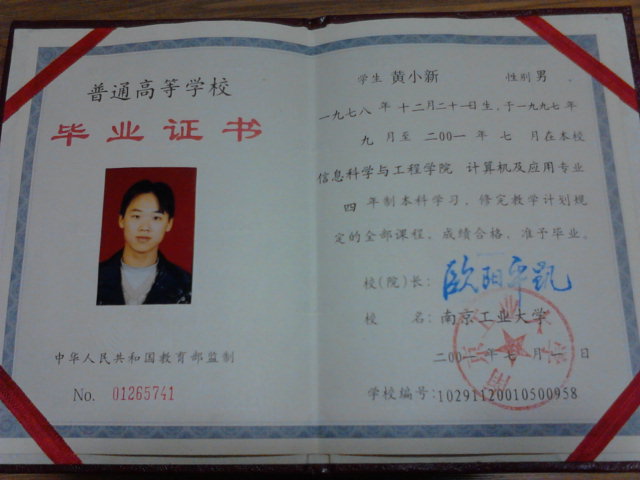 普通高等学校
毕业证书
中华人民共和国教育部监制
No. 01265741
学生 黄小新 性别 男
一九七八 年 十二月二十一日生,于一九九七年
九 月至 二00一 年 七 月在本校
信息科学与工程学院 计算机及应用专业
四 年制本科学习,修完教学计划规
定的全部课程,成绩合格,准予毕业。
校(院)长: 欧阳平凯
校 名: 南京工业大学
二00一 年 七 月 一 日
学校编号: 10291120010500958